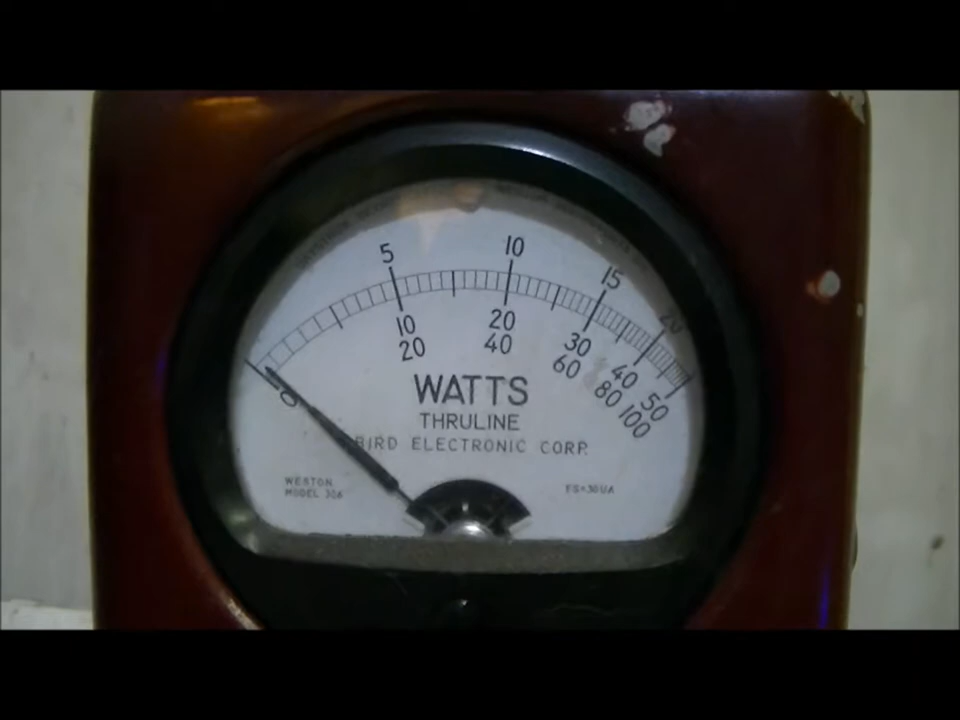 5 10 15 20
10 20 30 40 50
20 40 60 80 100
0
WATTS
THRULINE
BIRD ELECTRONIC CORP.
WESTON
MODEL 306
FS=30UA